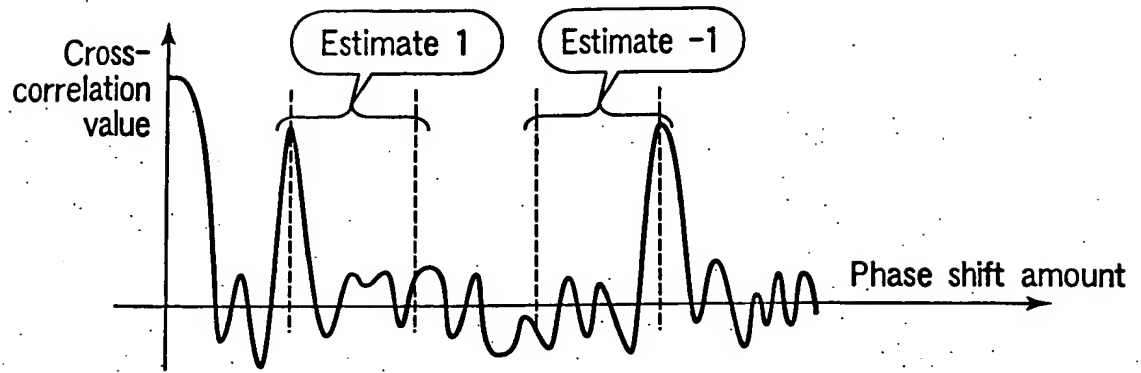 Cross-
correlation
value
Estimate 1
Estimate -1
Phase shift amount